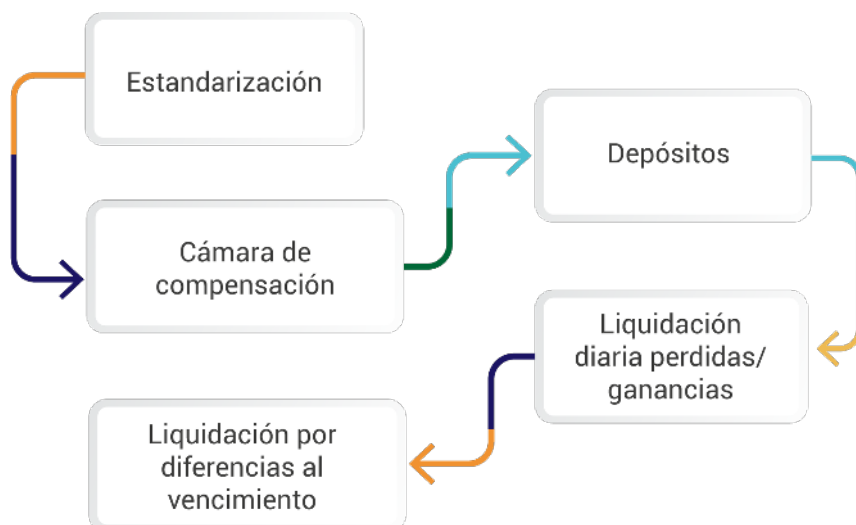 Estandarización
Cámara de
compensación
Depósitos
Liquidación
diaria perdidas/
ganancias
Liquidación por
diferencias al
vencimiento